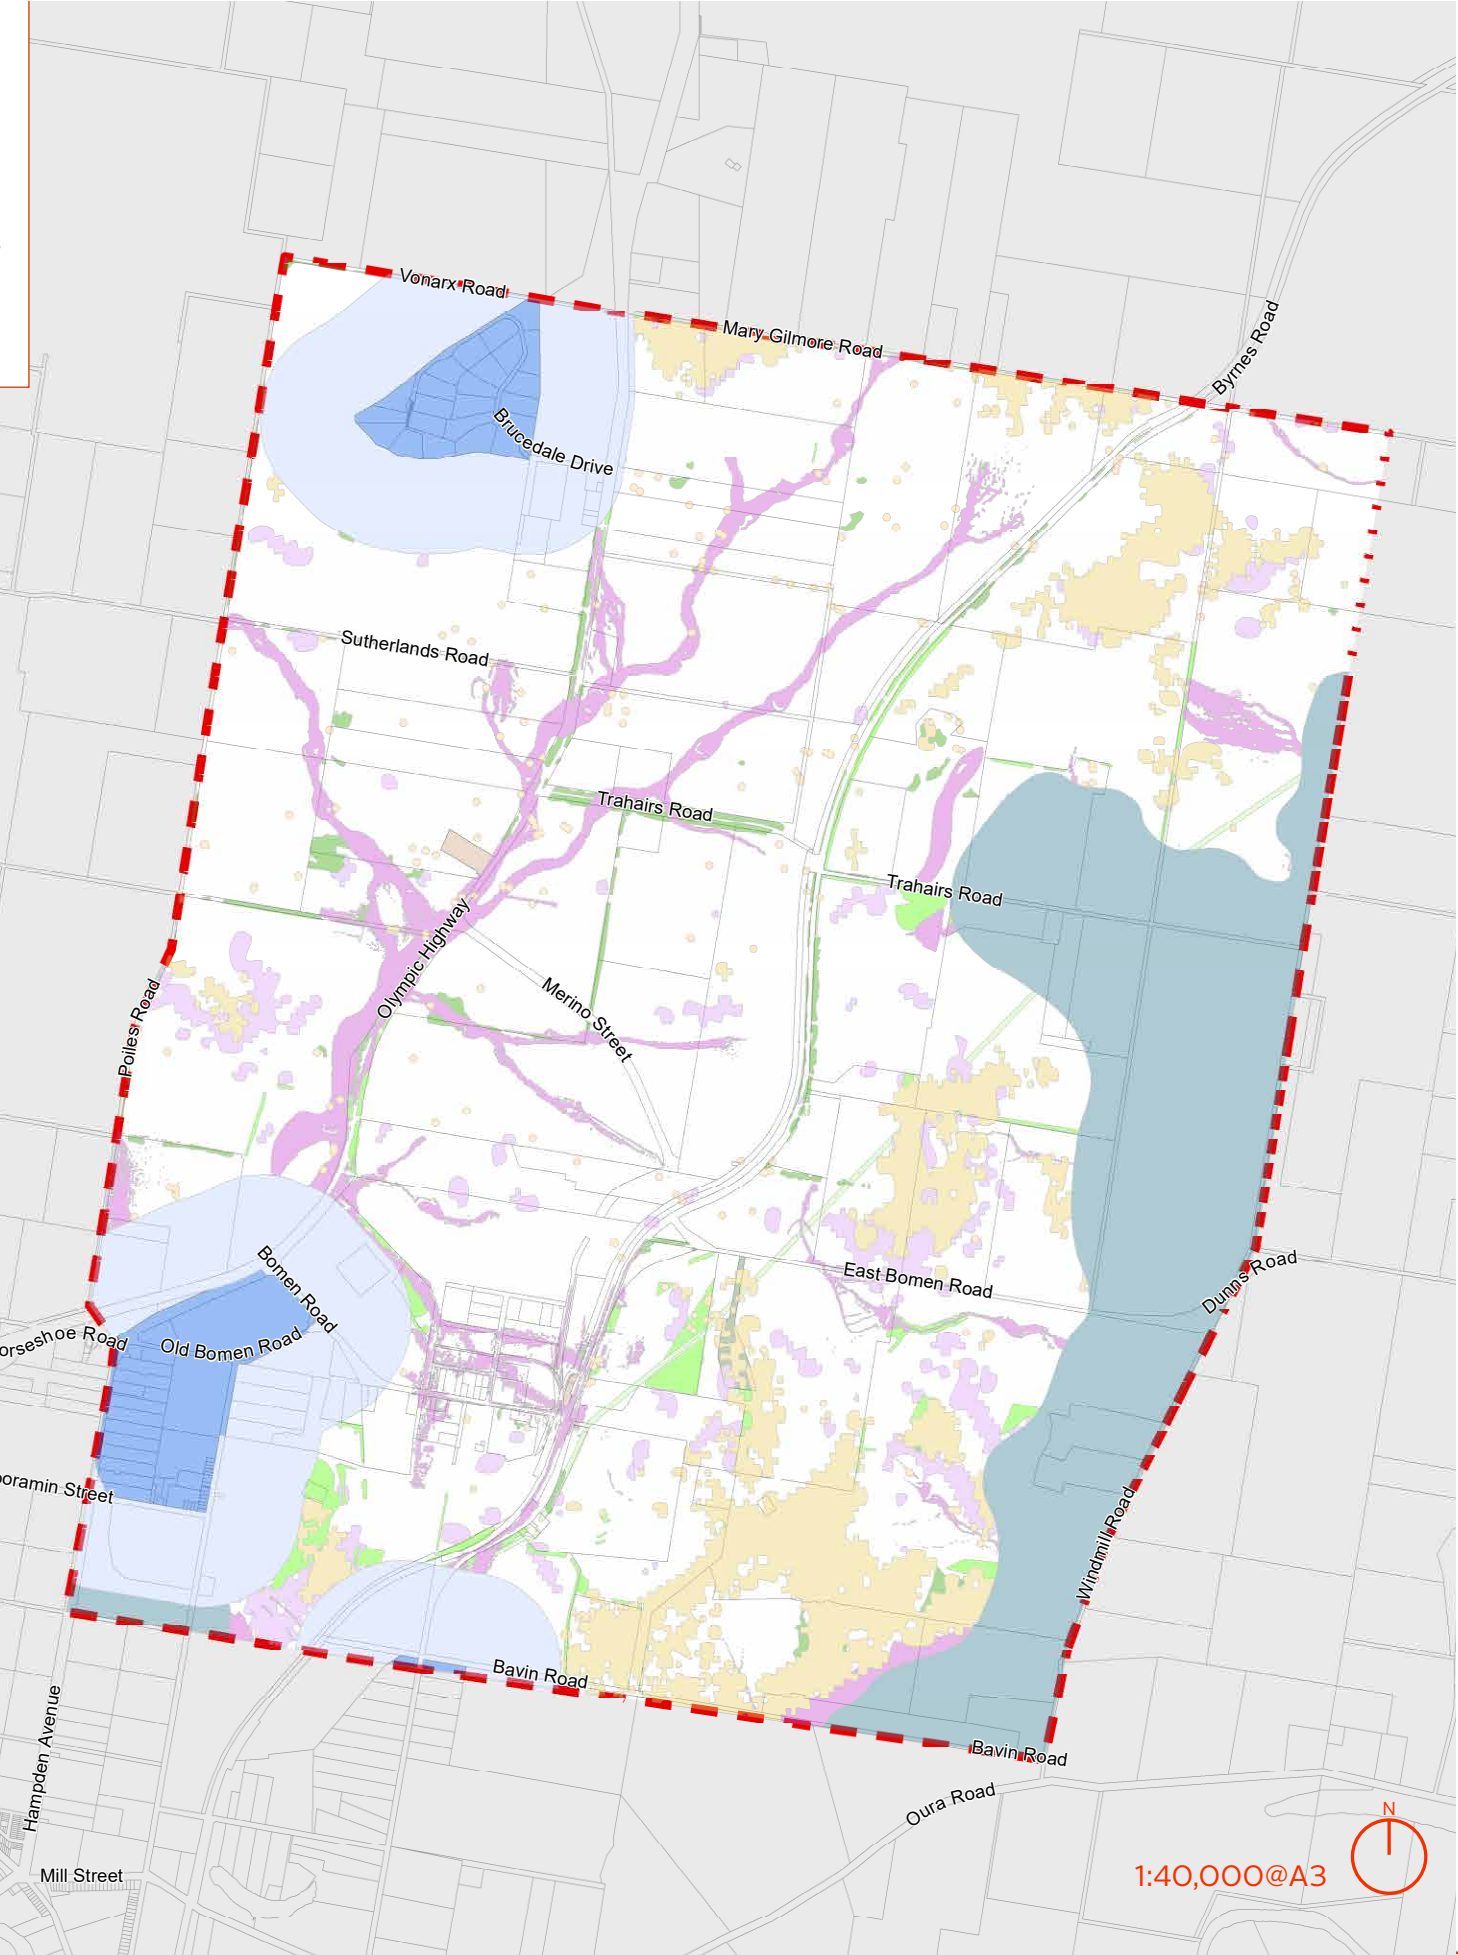 Vonarx Road
Mary Gilmore Road
Byrnes Road
Brucedale Drive
Sutherlands Road
Trahairs Road
Trahairs Road
Olympic Highway
Merino Street
Poiles Road
East Bomen Road
Dunns Road
Bomen Road
orseshoe Road
Old Bomen Road
ooramin Street
Windmill Road
Bavin Road
Bavin Road
Hampden Avenue
Oura Road
Mill Street
N
1:40,000@A3